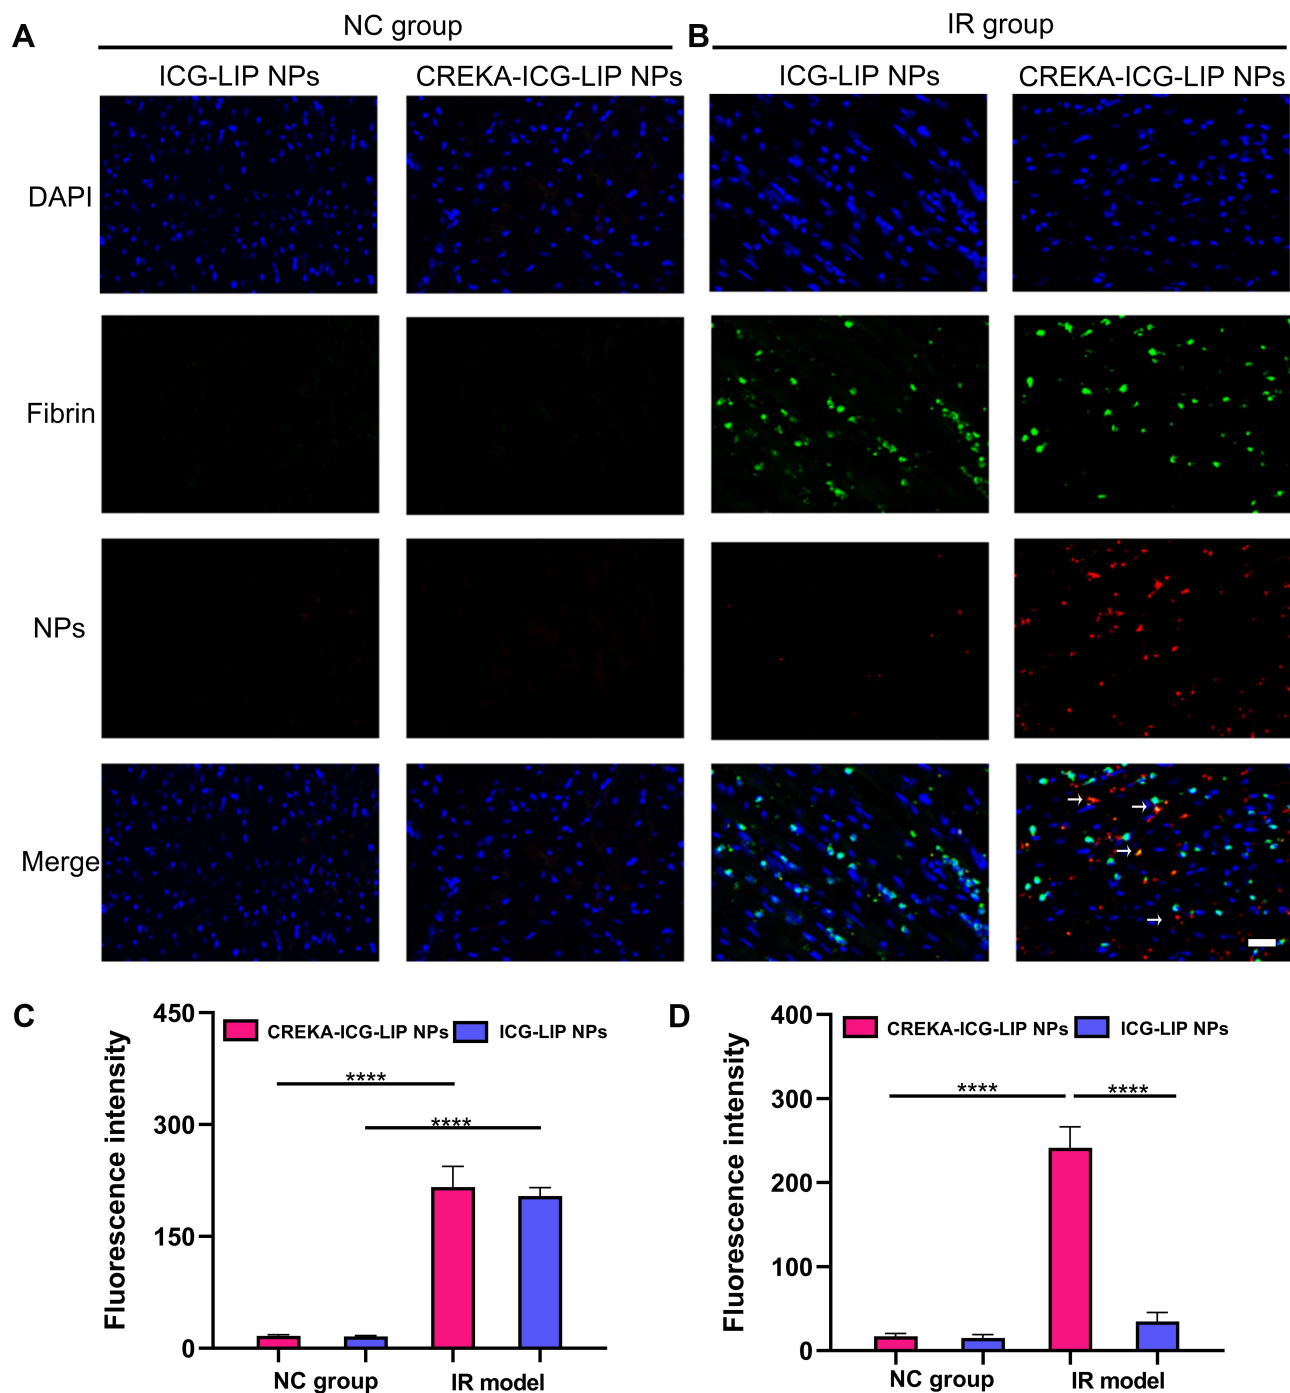 A
NC group
B
IR group
ICG-LIP NPs
CREKA-ICG-LIP NPs
ICG-LIP NPs
CREKA-ICG-LIP NPs
DAPI
Fibrin
NPs
Merge
C
450
300
150
0
Fluorescence intensity
CREKA-ICG-LIP NPs
ICG-LIP NPs
****
****
NC group
IR model
D
400
300
200
100
0
Fluorescence intensity
CREKA-ICG-LIP NPs
ICG-LIP NPs
****
****
NC group
IR model